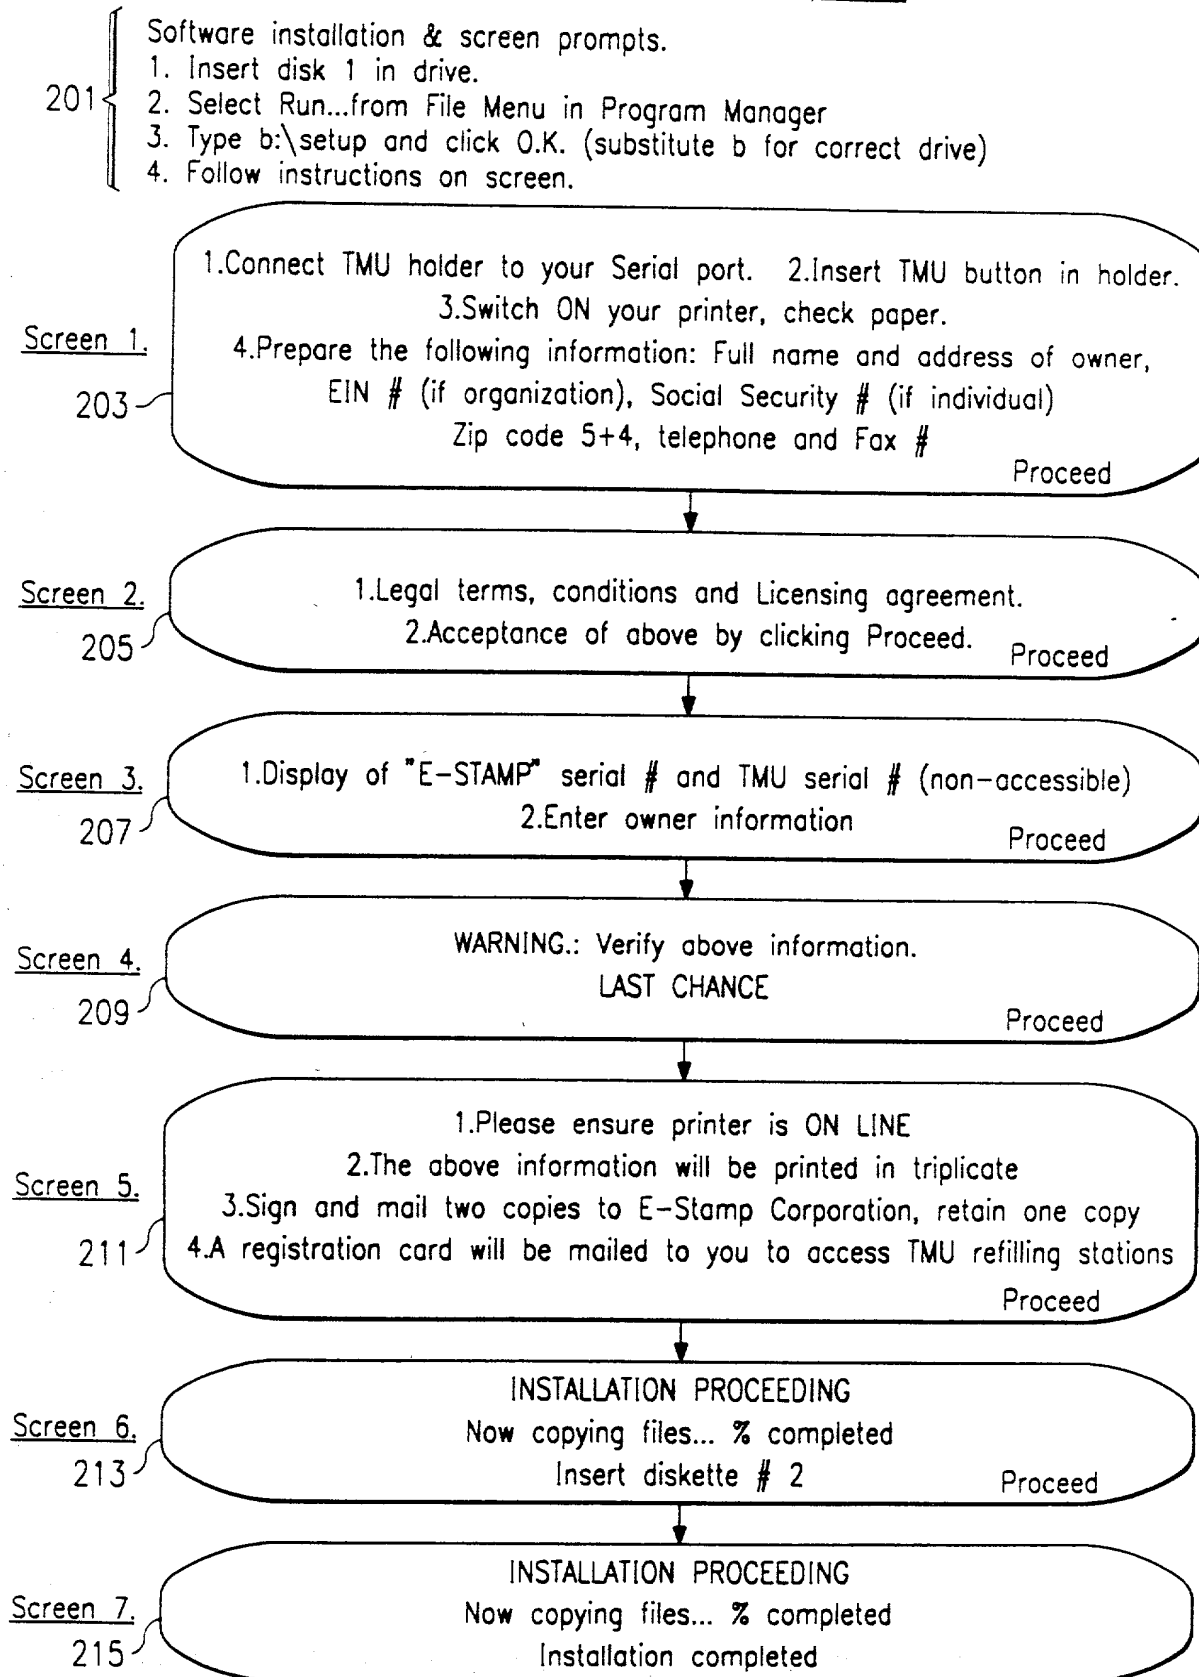 Software installation & screen prompts.
1. Insert disk 1 in drive.
201
2. Select Run...from File Menu in Program Manager
3. Type b:\setup and click O.K. (substitute b for correct drive)
4. Follow instructions on screen.
1.Connect TMU holder to your Serial port. 2.Insert TMU button in holder.
3.Switch ON your printer, check paper.
Screen 1.
4.Prepare the following information: Full name and address of owner,
203
EIN # (if organization), Social Security # (if individual)
Zip code 5+4, telephone and Fax #
Proceed
Screen 2.
1.Legal terms, conditions and Licensing agreement.
205
2.Acceptance of above by clicking Proceed.
Proceed
Screen 3.
1.Display of "E-STAMP" serial # and TMU serial # (non-accessible)
207
2.Enter owner information
Proceed
Screen 4.
WARNING.: Verify above information.
209
LAST CHANCE
Proceed
1.Please ensure printer is ON LINE
2.The above information will be printed in triplicate
Screen 5.
3.Sign and mail two copies to E-Stamp Corporation, retain one copy
211
4.A registration card will be mailed to you to access TMU refilling stations
Proceed
INSTALLATION PROCEEDING
Screen 6.
Now copying files... % completed
213
Insert diskette # 2
Proceed
INSTALLATION PROCEEDING
Screen 7.
Now copying files... % completed
215
Installation completed